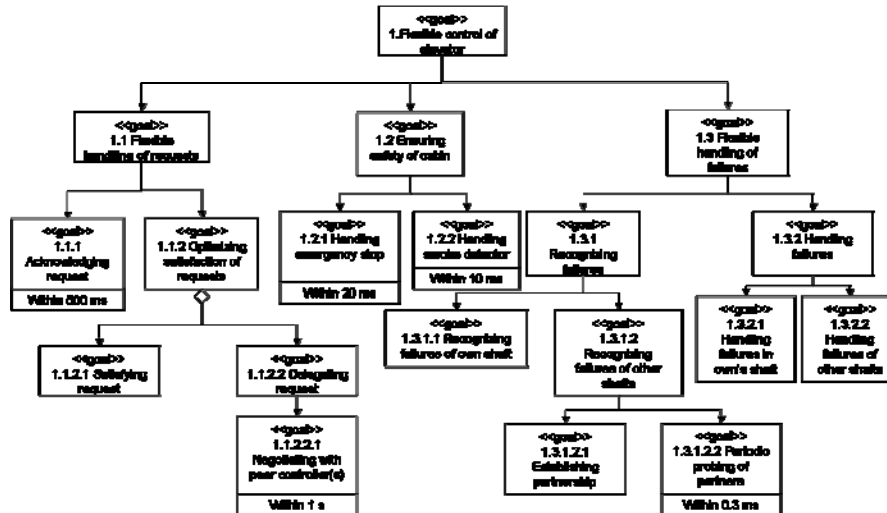 <<goal>>
1.Flexible control of
elevator
<<goal>>
1.1 Flexible
handling of requests
<<goal>>
1.2 Ensuring
safety of cabin
<<goal>>
1.3 Flexible
handling of
failures
<<goal>>
1.1.1
Acknowledging
request
Within 500 ms
<<goal>>
1.1.2 Optimizing
satisfaction of
requests
<<goal>>
1.2.1 Handling
emergency stop
Within 20 ms
<<goal>>
1.2.2 Handling
smoke detector
Within 10 ms
<<goal>>
1.3.1
Recognizing
failures
<<goal>>
1.3.2 Handling
failures
<<goal>>
1.1.2.1 Satisfying
request
<<goal>>
1.1.2.2 Delegating
request
<<goal>>
1.3.1.1 Recognizing
failures of own shaft
<<goal>>
1.3.1.2
Recognizing
failures of other
shafts
<<goal>>
1.3.2.1
Handling
failures in
own's shaft
<<goal>>
1.3.2.2
Handling
failures of
other shafts
<<goal>>
1.1.2.2.1
Negotiating with
peer controller(s)
Within 1 s
<<goal>>
1.3.1.2.1
Establishing
partnership
<<goal>>
1.3.1.2.2 Periodic
probing of
partners
Within 0.3 ms